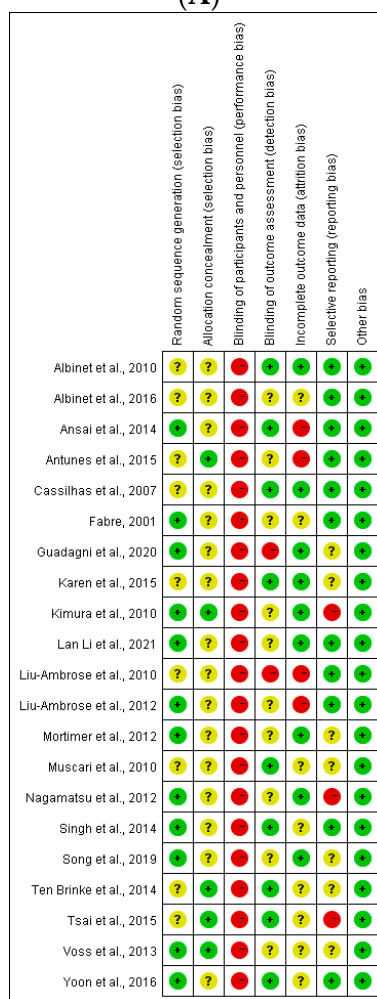 (A)
Random sequence generation (selection bias)
Allocation concealment (selection bias)
Blinding of participants and personnel (performance bias)
Blinding of outcome assessment (detection bias)
Incomplete outcome data (attrition bias)
Selective reporting (reporting bias)
Other bias
Albinet et al., 2010 ? ? - + + + +
Albinet et al., 2016 ? ? - ? ? + +
Ansai et al., 2014 + ? - + - + +
Antunes et al., 2015 ? + - ? - + +
Cassilhas et al., 2007 ? ? - + + + +
Fabre, 2001 + ? - ? ? + +
Guadagni et al., 2020 + ? - - + ? +
Karen et al., 2015 ? ? - + + ? +
Kimura et al., 2010 + + - ? + - +
Lan Li et al., 2021 + ? - ? + + +
Liu-Ambrose et al., 2010 ? ? - - - + +
Liu-Ambrose et al., 2012 + ? - ? - + +
Mortimer et al., 2012 + ? - ? + ? +
Muscari et al., 2010 ? ? - + ? ? +
Nagamatsu et al., 2012 + ? - ? + - +
Singh et al., 2014 + ? - + ? + +
Song et al., 2019 + ? - ? + ? +
Ten Brinke et al., 2014 ? + - + ? ? +
Tsai et al., 2015 ? + - + ? - +
Voss et al., 2013 + + - ? ? ? +
Yoon et al., 2016 + ? - + ? + +